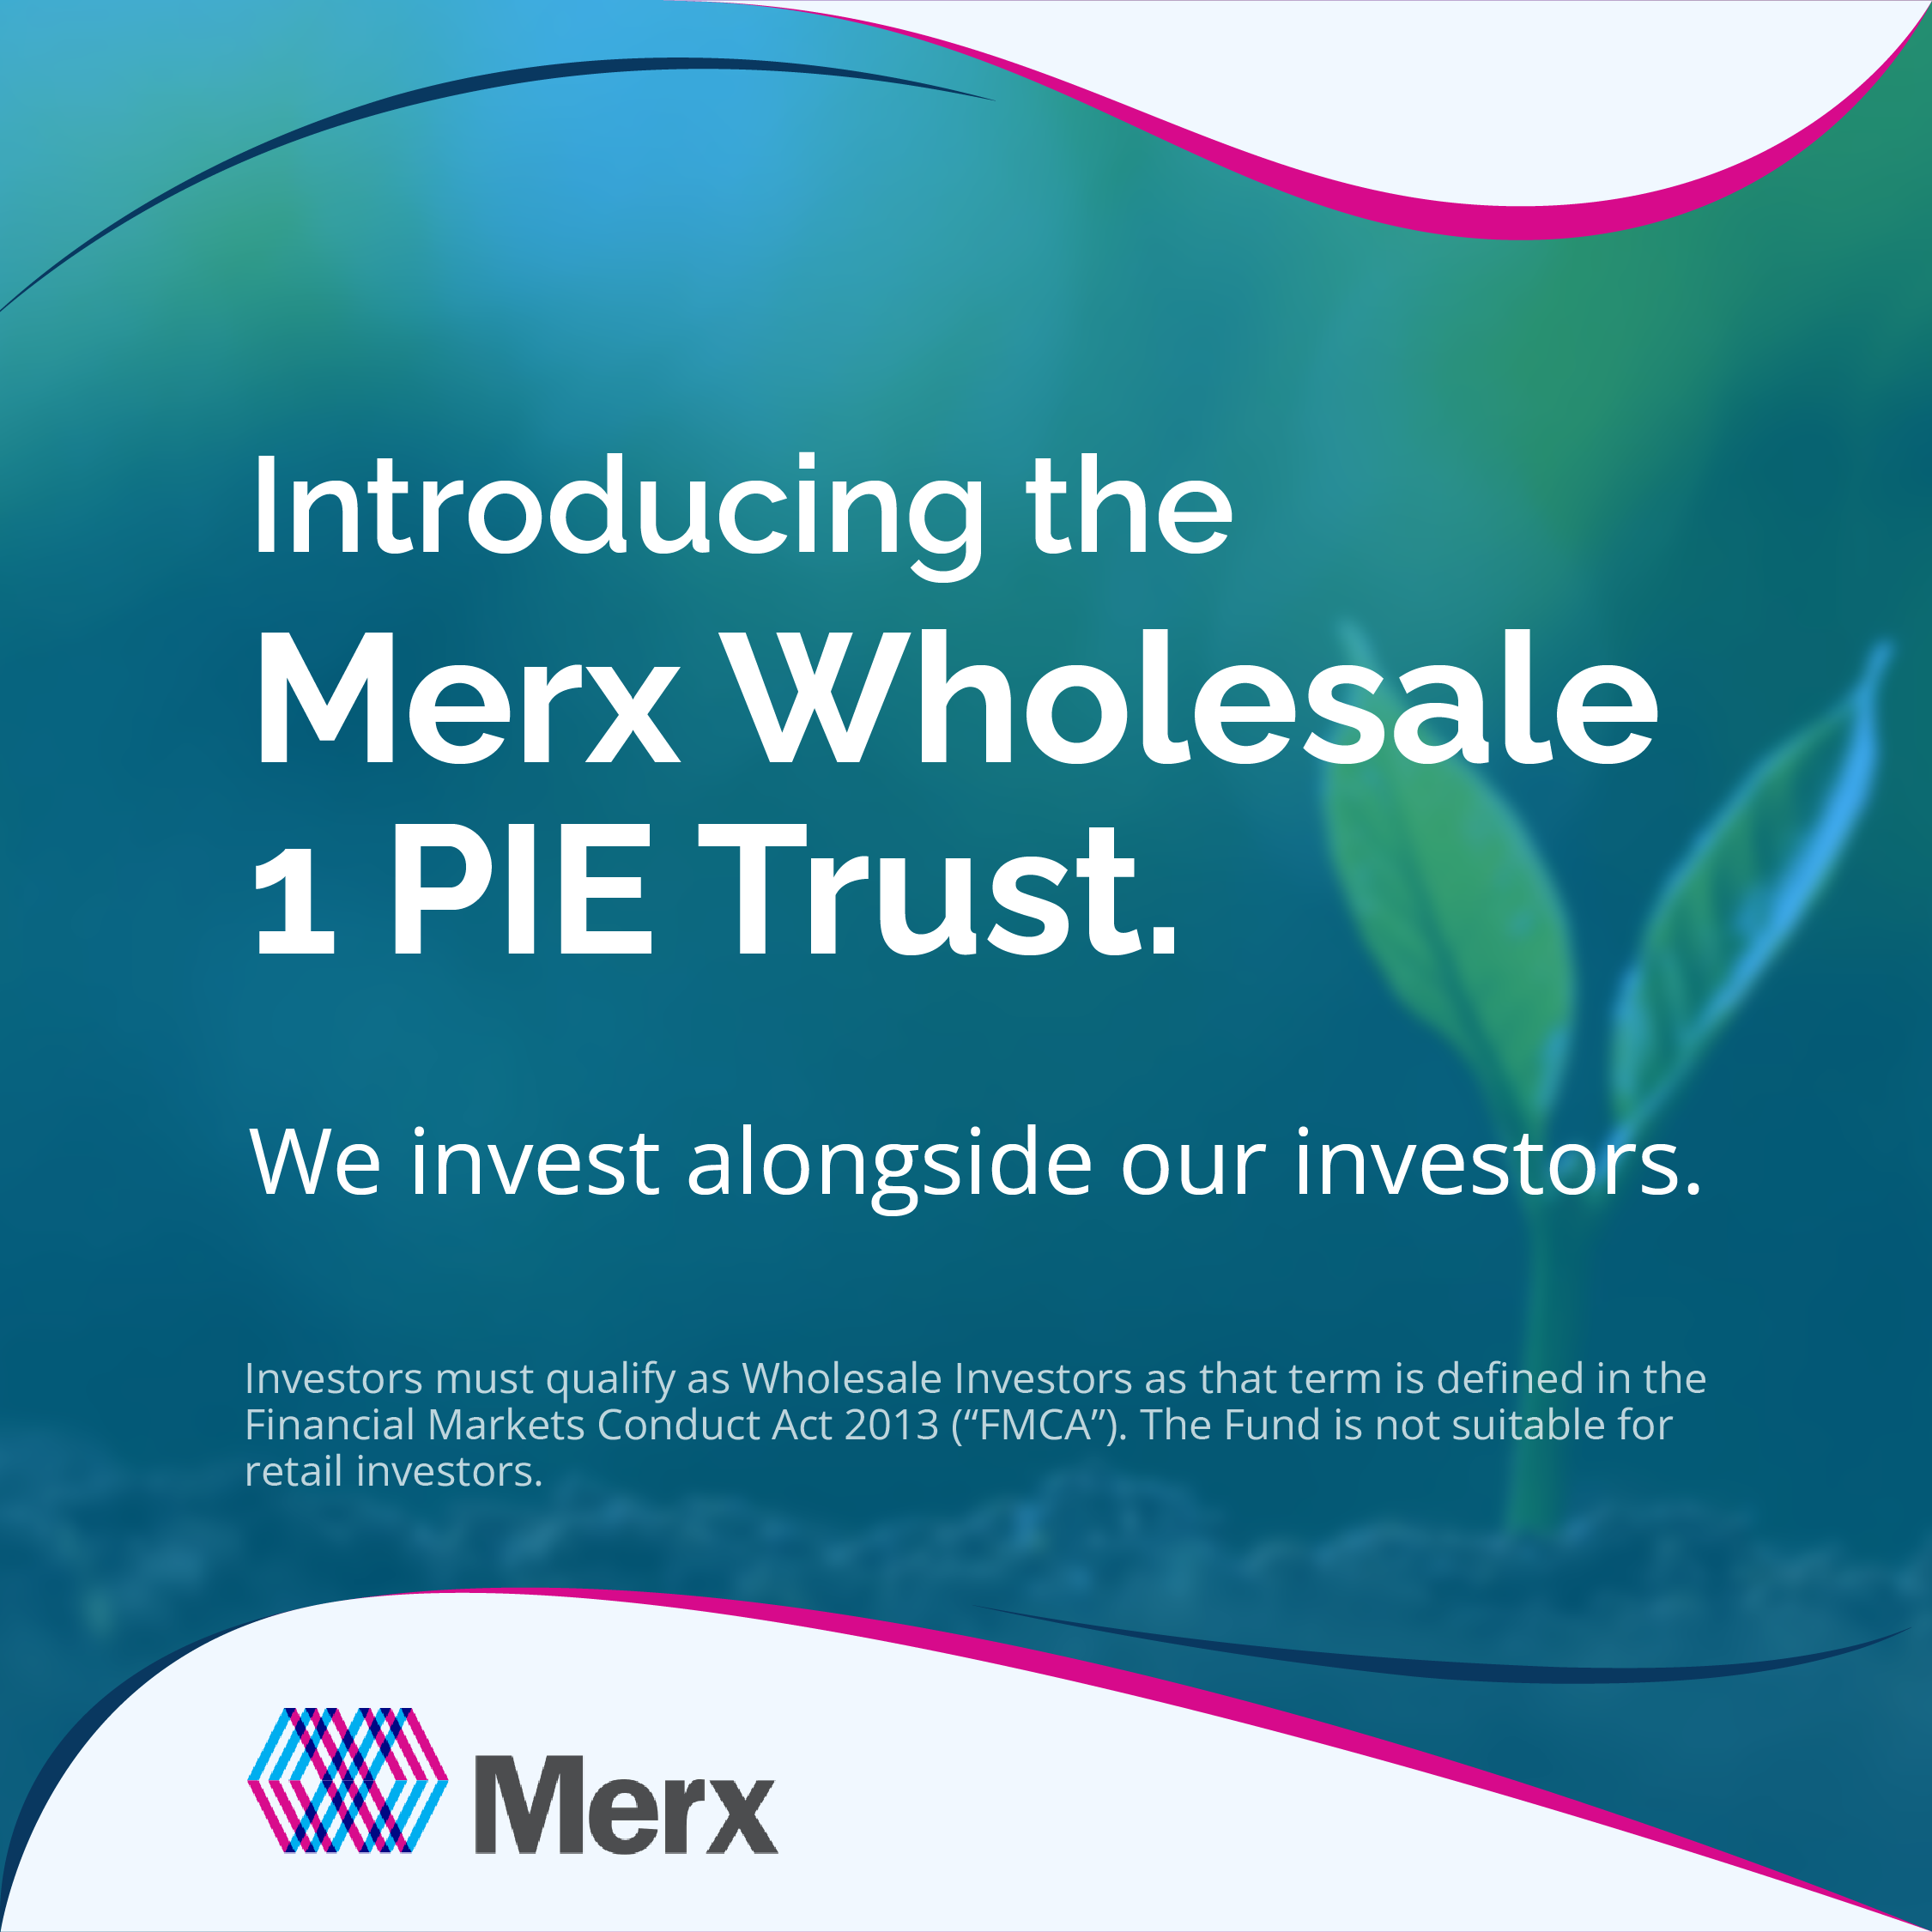 Introducing the
Merx Wholesale
1 PIE Trust.
We invest alongside our investors.
Investors must qualify as Wholesale Investors as that term is defined in the
Financial Markets Conduct Act 2013 (“FMCA”). The Fund is not suitable for
retail investors.
Merx